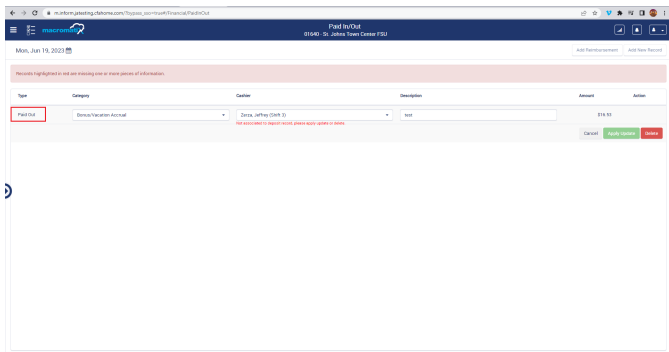 m.inform.jatesting.cfahome.com/?bypass_sso=true#/Financial/PaidInOut
macromatix
Paid In/Out
01640 - St. Johns Town Center FSU
Mon, Jun 19, 2023
Add Reimbursement
Add New Record
Records highlighted in red are missing one or more pieces of information.
Type
Category
Cashier
Description
Amount
Action
Paid Out
Bonus/Vacation Accrual
Zerza, Jeffrey (Shift 3)
test
$16.53
Not associated to deposit record, please apply update or delete.
Cancel
Apply Update
Delete